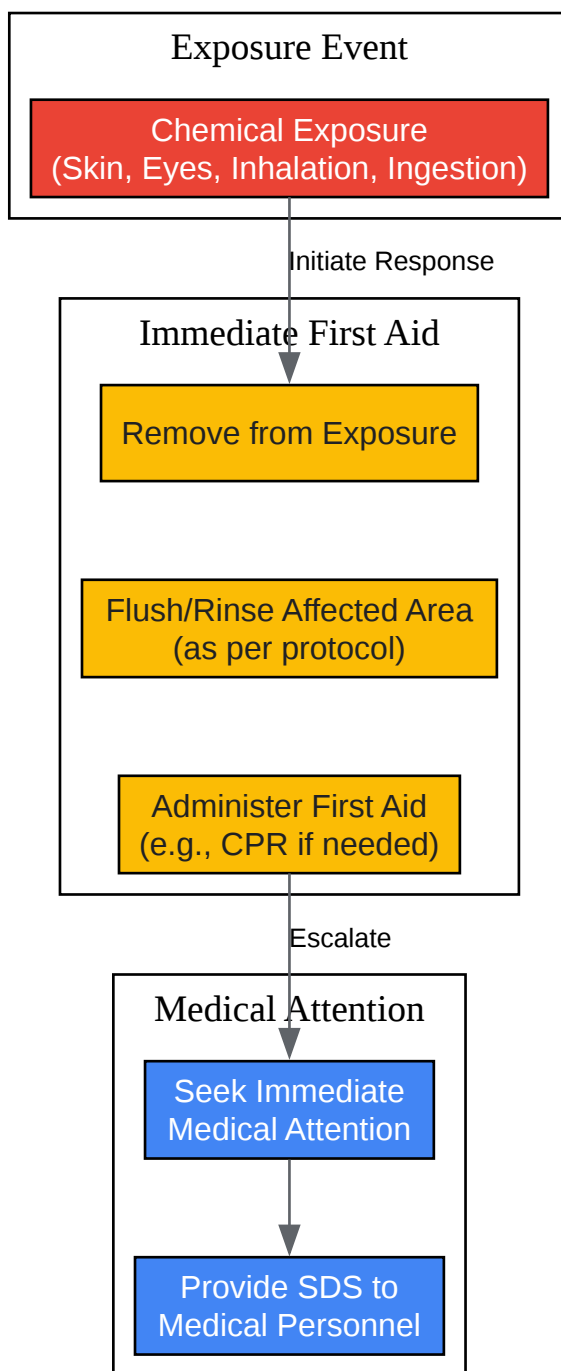 Exposure Event
Chemical Exposure
(Skin, Eyes, Inhalation, Ingestion)
Initiate Response
Immediate First Aid
Remove from Exposure
Flush/Rinse Affected Area
(as per protocol)
Administer First Aid
(e.g., CPR if needed)
Escalate
Medical Attention
Seek Immediate
Medical Attention
Provide SDS to
Medical Personnel